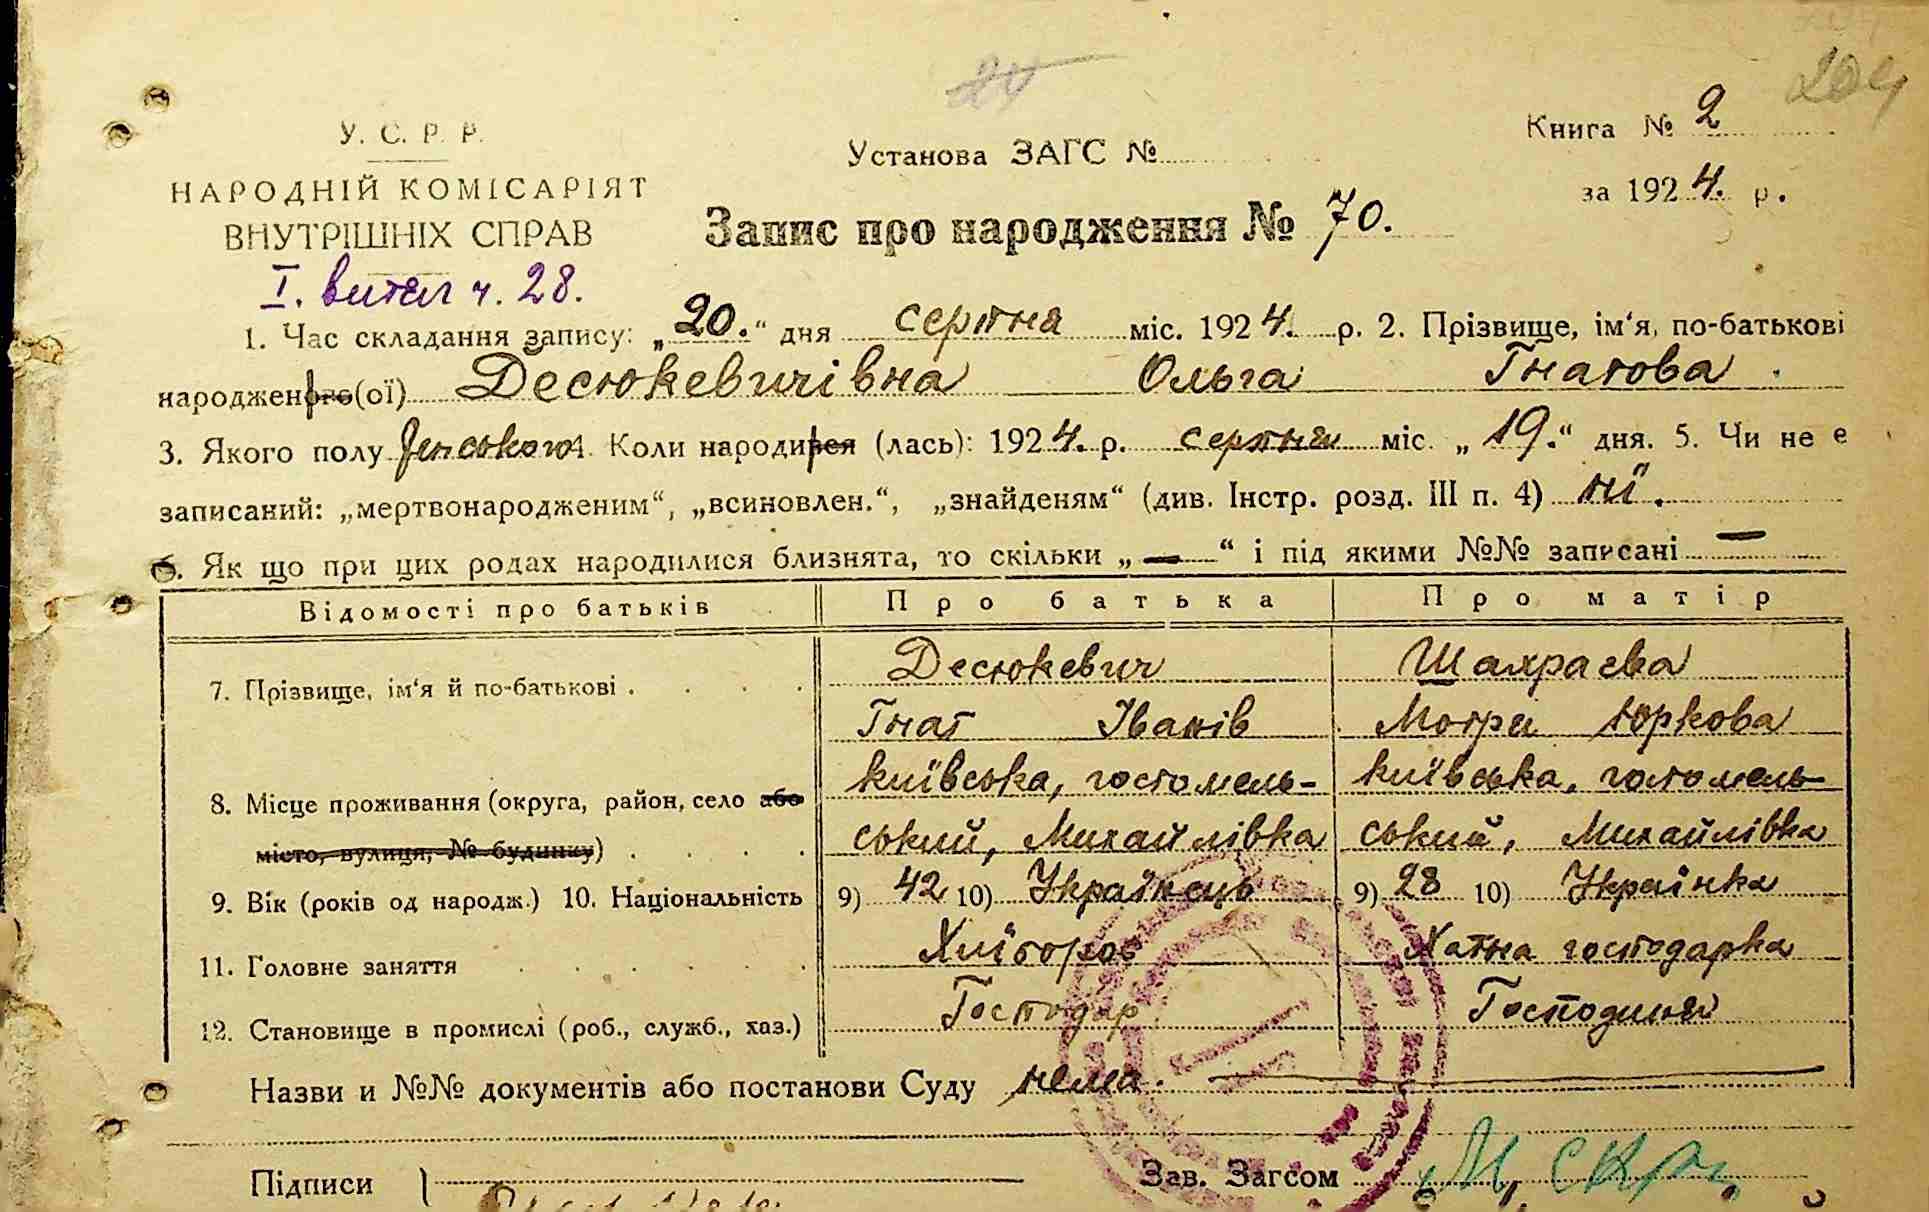 204
24
У. С. Р. Р.
НАРОДНІЙ КОМІСАРІЯТ
ВНУТРІШНІХ СПРАВ
I. витяг ч. 28.
Установа ЗАГС №
Книга № 2
за 1924. р.
Запис про народження № 70.
1. Час складання запису: „20.“ дня серпня міс. 1924. р. 2. Прізвище, ім‘я, по-батькові
народженого(ої) Десюкевичівна Ольга Гнатова
3. Якого полу Женського 4. Коли народився (лась): 1924. р. серпня міс. „19.“ дня. 5. Чи не є
записаний: „мертвонародженим“, „всиновлен.“, „знайденям“ (див. Інстр. розд. III п. 4) ні.
6. Як що при цих родах народилися близнята, то скільки „—“ і під якими №№ записані —
Відомості про батьків Про батька Про матір
7. Прізвище, ім‘я й по-батькові . Десюкевич Шахраєва
Гнат Іванів Мотря Юркова
8. Місце проживання (округа, район, село або київська, гостомель- київська, гостомель-
місто, вулиця, № будинку) ський, Михайлівка ський, Михайлівка
9. Вік (років од народж.) 10. Національність 9) 42 10) Українець 9) 28 10) Українка
11. Головне заняття Хлібороб Хатня господарка
12. Становище в промислі (роб., служб., хаз.) Господар Господиня
Назви и №№ документів або постанови Суду нема.
Підписи Зав. Загсом